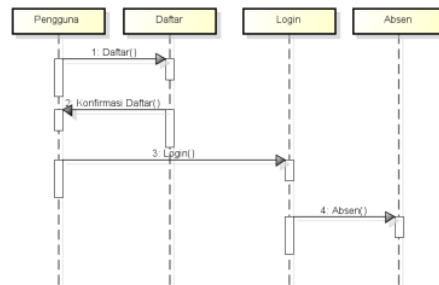 Pengguna
Daftar
Login
Absen
1: Daftar()
2: Konfirmasi Daftar()
3: Login()
4: Absen()